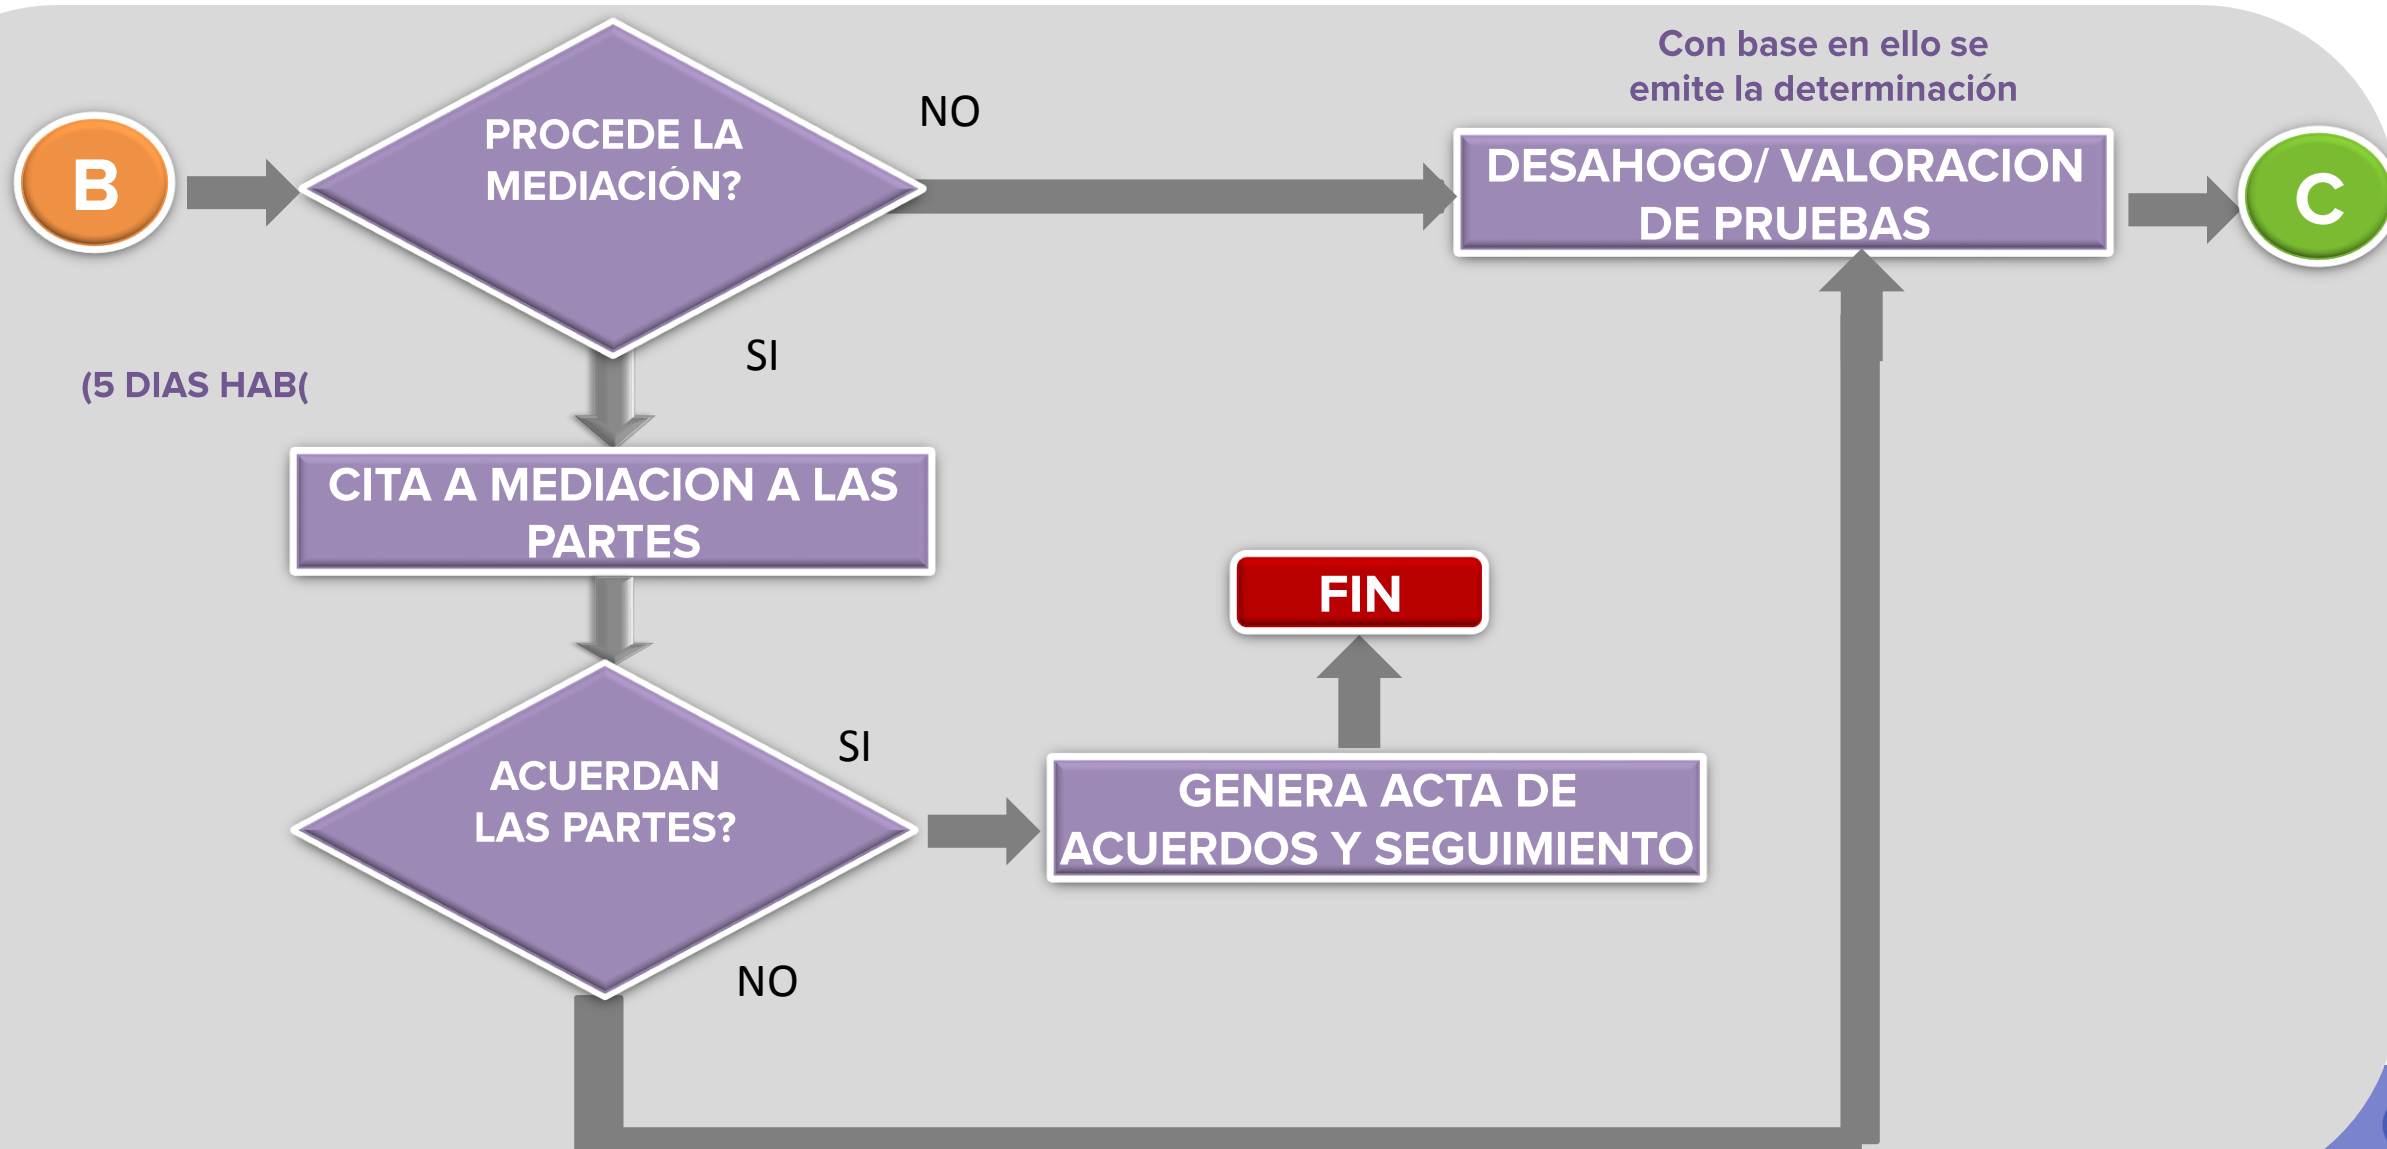 Con base en ello se
emite la determinación
B
PROCEDE LA
MEDIACIÓN?
NO
DESAHOGO/ VALORACION
DE PRUEBAS
C
SI
(5 DIAS HAB(
CITA A MEDIACION A LAS
PARTES
FIN
ACUERDAN
LAS PARTES?
SI
GENERA ACTA DE
ACUERDOS Y SEGUIMIENTO
NO